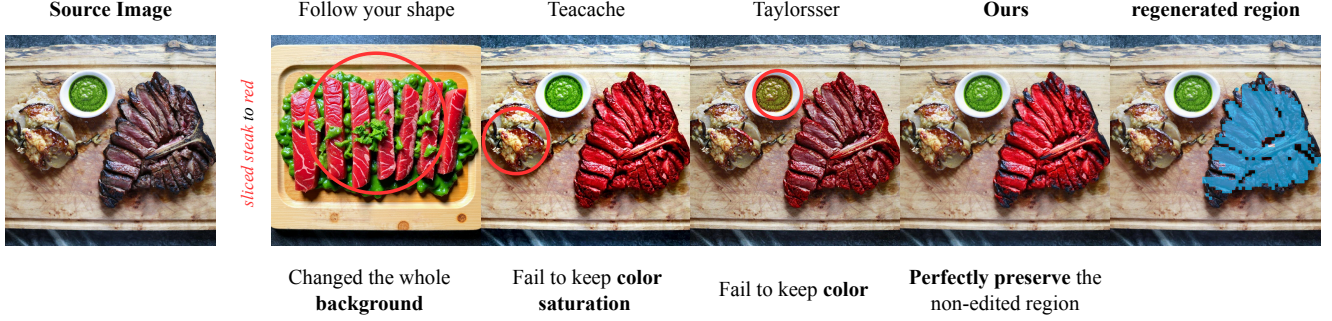 Source Image
Follow your shape
Teacache
Taylorsser
Ours
regenerated region
sliced steak to red
Changed the whole
background
Fail to keep color
saturation
Fail to keep color
Perfectly preserve the
non-edited region